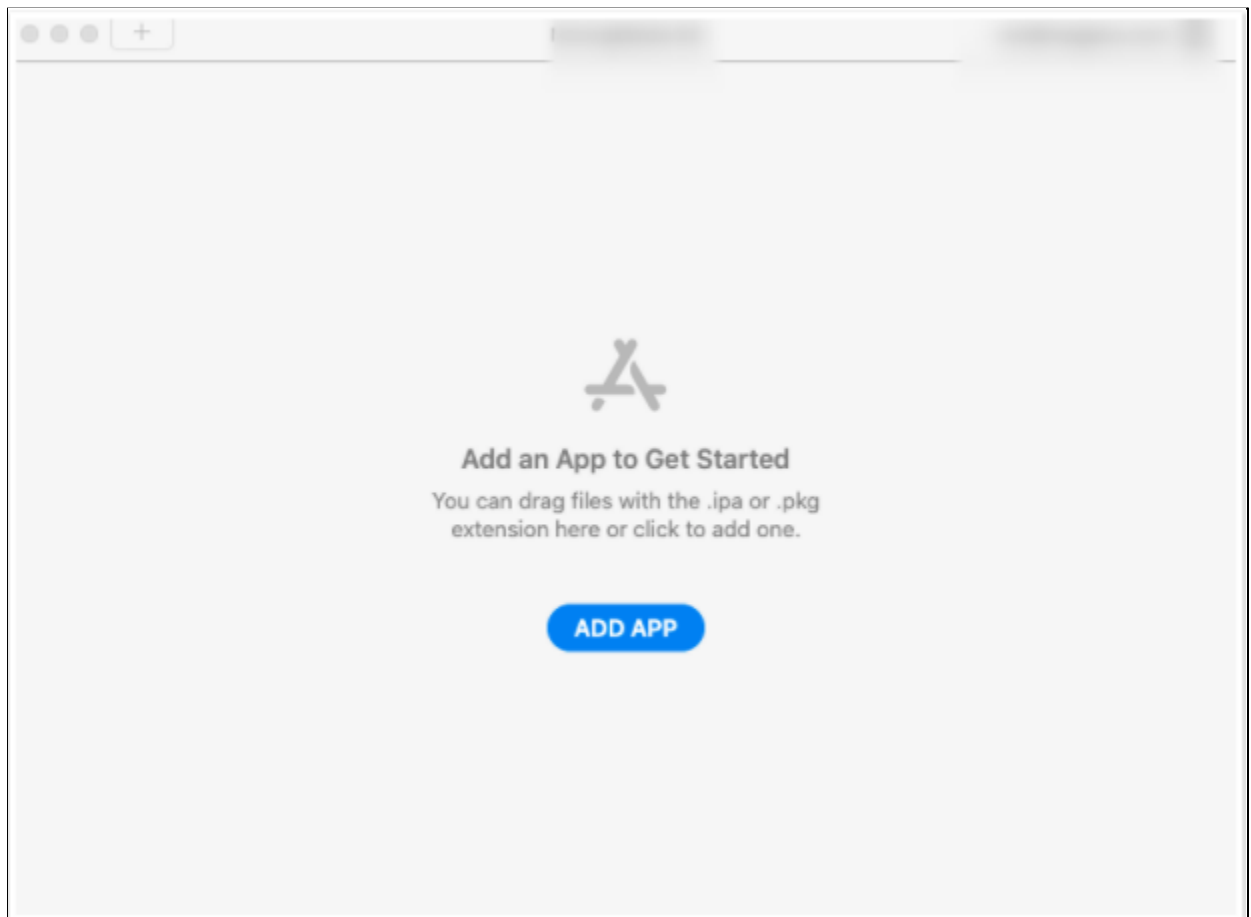 +
Add an App to Get Started
You can drag files with the .ipa or .pkg
extension here or click to add one.
ADD APP